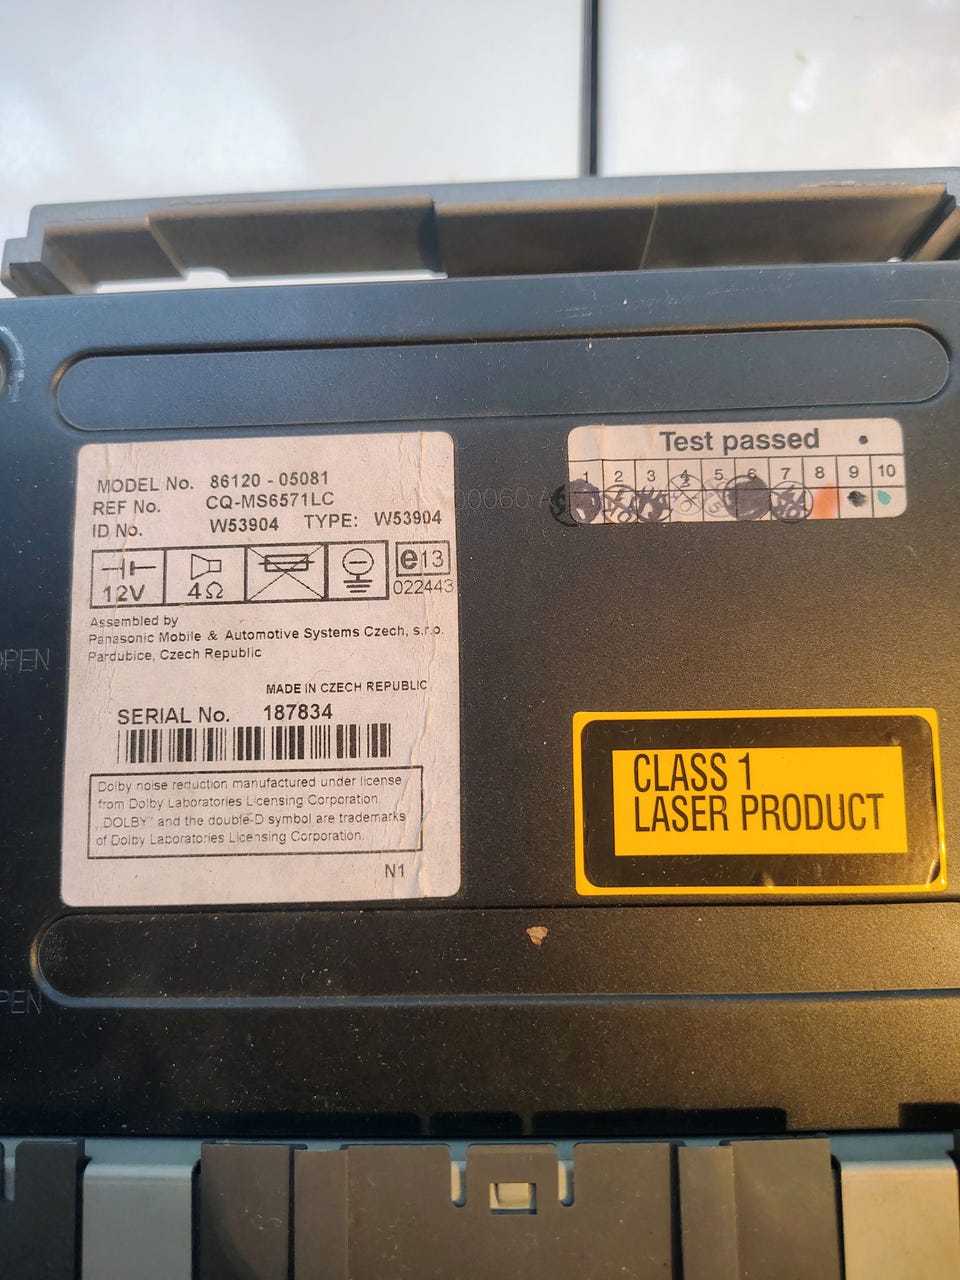 MODEL No. 86120 - 05081
REF No. CQ-MS6571LC
ID No. W53904 TYPE: W53904
12V
4Ω
e13
022443
Assembled by
Panasonic Mobile & Automotive Systems Czech, s.r.o.
Pardubice, Czech Republic
MADE IN CZECH REPUBLIC
SERIAL No. 187834
Dolby noise reduction manufactured under license
from Dolby Laboratories Licensing Corporation.
„DOLBY" and the double-D symbol are trademarks
of Dolby Laboratories Licensing Corporation.
N1
Test passed
1 2 3 4 5 6 7 8 9 10
CLASS 1
LASER PRODUCT
OPEN